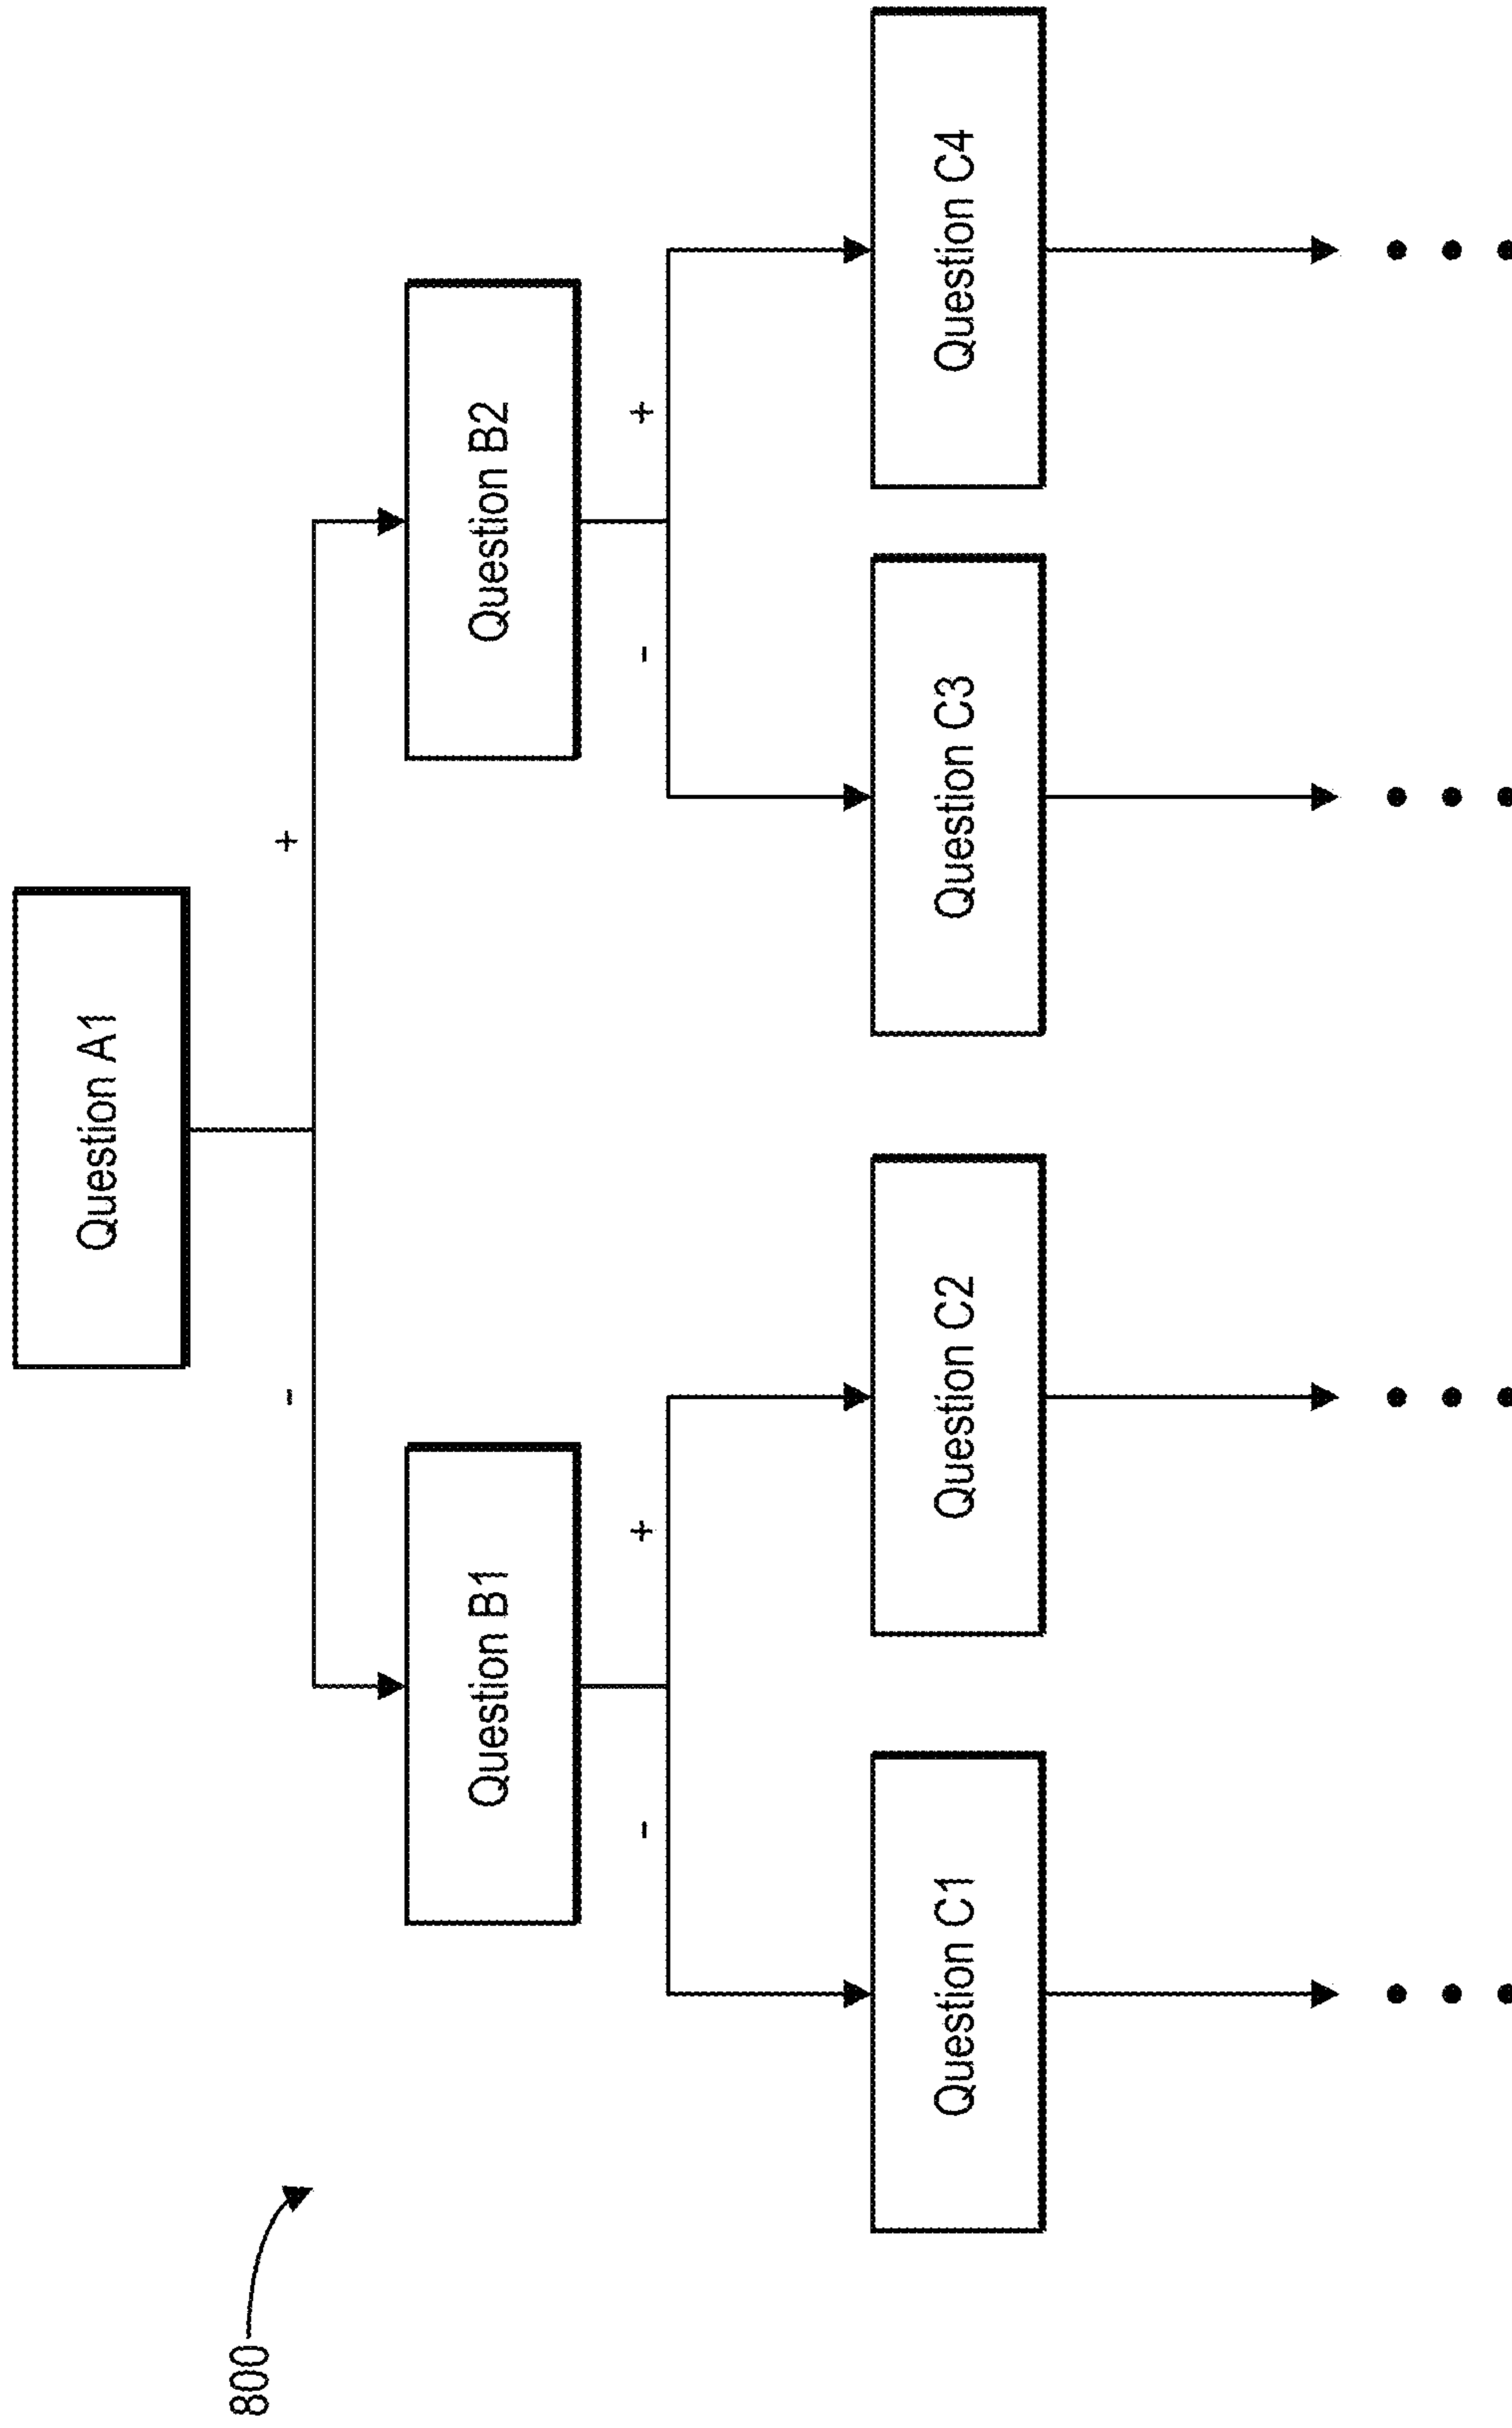 800
Question A1
-
+
Question B1
Question B2
-
+
-
+
Question C1
Question C2
Question C3
Question C4